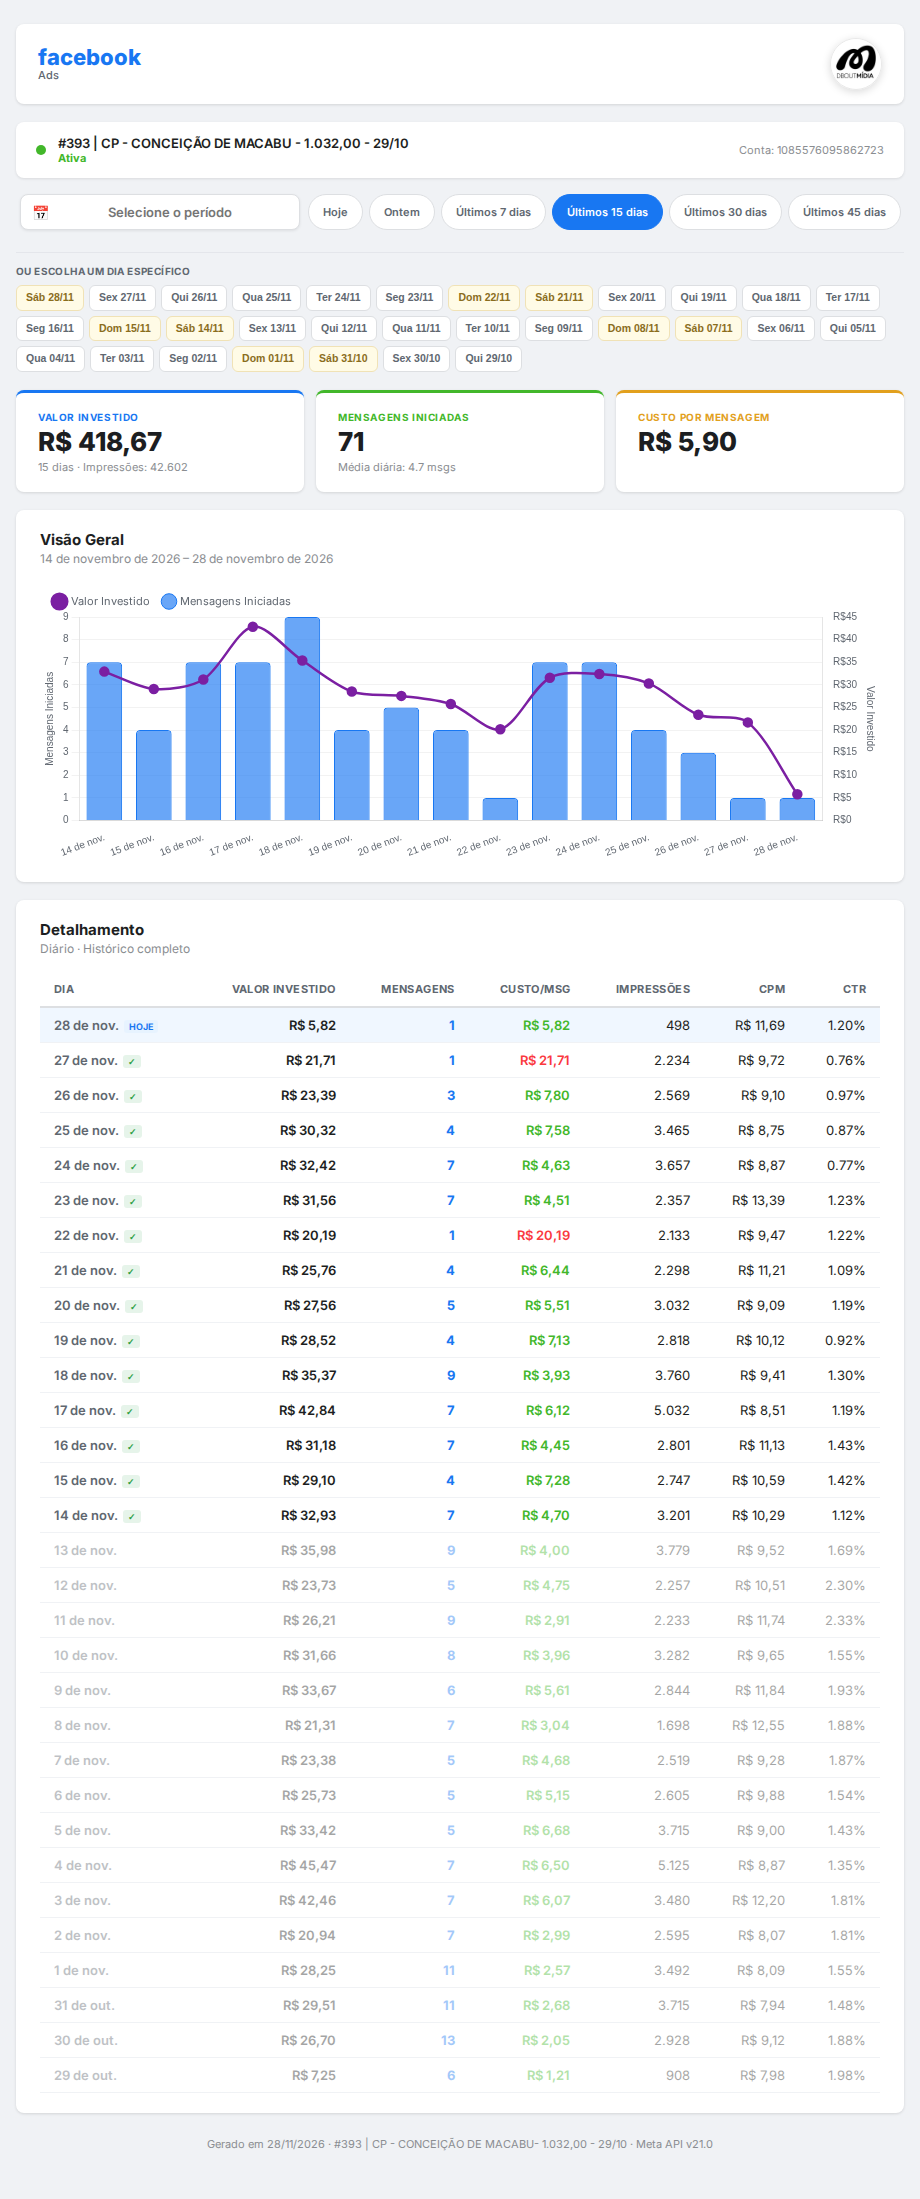 facebook
Ads
DBOUTMÍDIA
#393 | CP - CONCEIÇÃO DE MACABU - 1.032,00 - 29/10
Ativa
Conta: 1085576095862723
📅 Selecione o período Hoje Ontem Últimos 7 dias Últimos 15 dias Últimos 30 dias Últimos 45 dias
OU ESCOLHA UM DIA ESPECÍFICO
Sáb 28/11 Sex 27/11 Qui 26/11 Qua 25/11 Ter 24/11 Seg 23/11 Dom 22/11 Sáb 21/11 Sex 20/11 Qui 19/11 Qua 18/11 Ter 17/11
Seg 16/11 Dom 15/11 Sáb 14/11 Sex 13/11 Qui 12/11 Qua 11/11 Ter 10/11 Seg 09/11 Dom 08/11 Sáb 07/11 Sex 06/11 Qui 05/11
Qua 04/11 Ter 03/11 Seg 02/11 Dom 01/11 Sáb 31/10 Sex 30/10 Qui 29/10
VALOR INVESTIDO
R$ 418,67
15 dias · Impressões: 42.602
MENSAGENS INICIADAS
71
Média diária: 4.7 msgs
CUSTO POR MENSAGEM
R$ 5,90
Visão Geral
14 de novembro de 2026 – 28 de novembro de 2026
Valor Investido Mensagens Iniciadas
9 R$45
8 R$40
7 R$35
6 R$30
5 R$25
4 R$20
3 R$15
2 R$10
1 R$5
0 R$0
Mensagens Iniciadas
Valor Investido
14 de nov. 15 de nov. 16 de nov. 17 de nov. 18 de nov. 19 de nov. 20 de nov. 21 de nov. 22 de nov. 23 de nov. 24 de nov. 25 de nov. 26 de nov. 27 de nov. 28 de nov.
Detalhamento
Diário · Histórico completo
DIA VALOR INVESTIDO MENSAGENS CUSTO/MSG IMPRESSÕES CPM CTR
28 de nov. HOJE R$ 5,82 1 R$ 5,82 498 R$ 11,69 1.20%
27 de nov. ✓ R$ 21,71 1 R$ 21,71 2.234 R$ 9,72 0.76%
26 de nov. ✓ R$ 23,39 3 R$ 7,80 2.569 R$ 9,10 0.97%
25 de nov. ✓ R$ 30,32 4 R$ 7,58 3.465 R$ 8,75 0.87%
24 de nov. ✓ R$ 32,42 7 R$ 4,63 3.657 R$ 8,87 0.77%
23 de nov. ✓ R$ 31,56 7 R$ 4,51 2.357 R$ 13,39 1.23%
22 de nov. ✓ R$ 20,19 1 R$ 20,19 2.133 R$ 9,47 1.22%
21 de nov. ✓ R$ 25,76 4 R$ 6,44 2.298 R$ 11,21 1.09%
20 de nov. ✓ R$ 27,56 5 R$ 5,51 3.032 R$ 9,09 1.19%
19 de nov. ✓ R$ 28,52 4 R$ 7,13 2.818 R$ 10,12 0.92%
18 de nov. ✓ R$ 35,37 9 R$ 3,93 3.760 R$ 9,41 1.30%
17 de nov. ✓ R$ 42,84 7 R$ 6,12 5.032 R$ 8,51 1.19%
16 de nov. ✓ R$ 31,18 7 R$ 4,45 2.801 R$ 11,13 1.43%
15 de nov. ✓ R$ 29,10 4 R$ 7,28 2.747 R$ 10,59 1.42%
14 de nov. ✓ R$ 32,93 7 R$ 4,70 3.201 R$ 10,29 1.12%
13 de nov. R$ 35,98 9 R$ 4,00 3.779 R$ 9,52 1.69%
12 de nov. R$ 23,73 5 R$ 4,75 2.257 R$ 10,51 2.30%
11 de nov. R$ 26,21 9 R$ 2,91 2.233 R$ 11,74 2.33%
10 de nov. R$ 31,66 8 R$ 3,96 3.282 R$ 9,65 1.55%
9 de nov. R$ 33,67 6 R$ 5,61 2.844 R$ 11,84 1.93%
8 de nov. R$ 21,31 7 R$ 3,04 1.698 R$ 12,55 1.88%
7 de nov. R$ 23,38 5 R$ 4,68 2.519 R$ 9,28 1.87%
6 de nov. R$ 25,73 5 R$ 5,15 2.605 R$ 9,88 1.54%
5 de nov. R$ 33,42 5 R$ 6,68 3.715 R$ 9,00 1.43%
4 de nov. R$ 45,47 7 R$ 6,50 5.125 R$ 8,87 1.35%
3 de nov. R$ 42,46 7 R$ 6,07 3.480 R$ 12,20 1.81%
2 de nov. R$ 20,94 7 R$ 2,99 2.595 R$ 8,07 1.81%
1 de nov. R$ 28,25 11 R$ 2,57 3.492 R$ 8,09 1.55%
31 de out. R$ 29,51 11 R$ 2,68 3.715 R$ 7,94 1.48%
30 de out. R$ 26,70 13 R$ 2,05 2.928 R$ 9,12 1.88%
29 de out. R$ 7,25 6 R$ 1,21 908 R$ 7,98 1.98%
Gerado em 28/11/2026 · #393 | CP - CONCEIÇÃO DE MACABU- 1.032,00 - 29/10 · Meta API v21.0